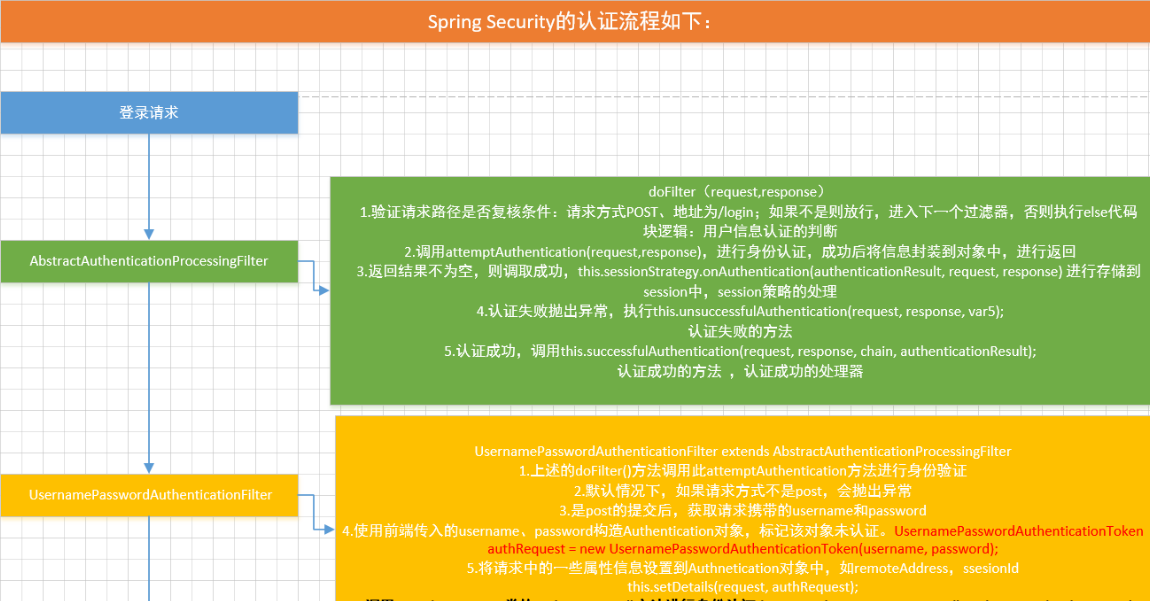 Spring Security的认证流程如下：
登录请求
doFilter（request,response）
1.验证请求路径是否复核条件：请求方式POST、地址为/login；如果不是则放行，进入下一个过滤器，否则执行else代码
块逻辑：用户信息认证的判断
2.调用attemptAuthentication(request,response)，进行身份认证，成功后将信息封装到对象中，进行返回
3.返回结果不为空，则调取成功，this.sessionStrategy.onAuthentication(authenticationResult, request, response) 进行存储到
session中，session策略的处理
4.认证失败抛出异常，执行this.unsuccessfulAuthentication(request, response, var5);
认证失败的方法
5.认证成功，调用this.successfulAuthentication(request, response, chain, authenticationResult);
认证成功的方法 ，认证成功的处理器
AbstractAuthenticationProcessingFilter
UsernamePasswordAuthenticationFilter extends AbstractAuthenticationProcessingFilter
1.上述的doFilter()方法调用此attemptAuthentication方法进行身份验证
2.默认情况下，如果请求方式不是post，会抛出异常
3.是post的提交后，获取请求携带的username和password
4.使用前端传入的username、password构造Authentication对象，标记该对象未认证。UsernamePasswordAuthenticationToken
authRequest = new UsernamePasswordAuthenticationToken(username, password);
5.将请求中的一些属性信息设置到Authnetication对象中，如remoteAddress，ssesionId
this.setDetails(request, authRequest);
UsernamePasswordAuthenticationFilter